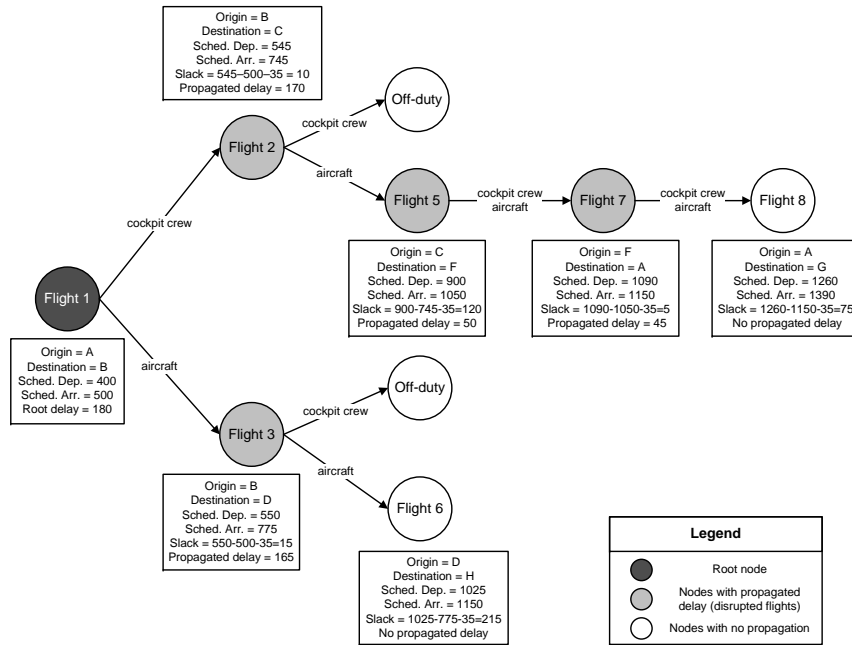 Origin = B
Destination = C
Sched. Dep. = 545
Sched. Arr. = 745
Slack = 545–500–35 = 10
Propagated delay = 170
Off-duty
cockpit crew
Flight 2
aircraft
Flight 5
cockpit crew
aircraft
Flight 7
cockpit crew
aircraft
Flight 8
cockpit crew
Origin = C
Destination = F
Sched. Dep. = 900
Sched. Arr. = 1050
Slack = 900-745-35=120
Propagated delay = 50
Origin = F
Destination = A
Sched. Dep. = 1090
Sched. Arr. = 1150
Slack = 1090-1050-35=5
Propagated delay = 45
Origin = A
Destination = G
Sched. Dep. = 1260
Sched. Arr. = 1390
Slack = 1260-1150-35=75
No propagated delay
Flight 1
Origin = A
Destination = B
Sched. Dep. = 400
Sched. Arr. = 500
Root delay = 180
aircraft
Off-duty
cockpit crew
Flight 3
aircraft
Flight 6
Origin = B
Destination = D
Sched. Dep. = 550
Sched. Arr. = 775
Slack = 550-500-35=15
Propagated delay = 165
Origin = D
Destination = H
Sched. Dep. = 1025
Sched. Arr. = 1150
Slack = 1025-775-35=215
No propagated delay
Legend
Root node
Nodes with propagated
delay (disrupted flights)
Nodes with no propagation